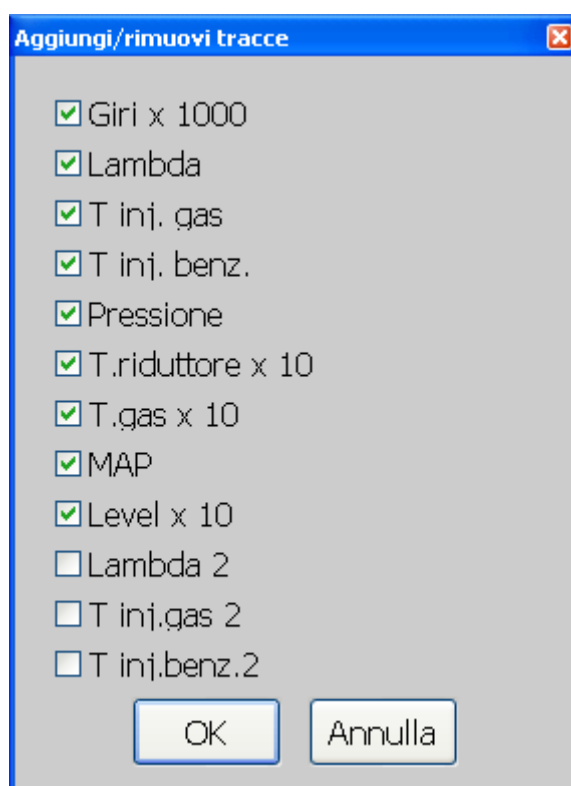 Aggiungi/rimuovi tracce
Giri x 1000
Lambda
T inj. gas
T inj. benz.
Pressione
T.riduttore x 10
T.gas x 10
MAP
Level x 10
Lambda 2
T inj.gas 2
T inj.benz.2
OK Annulla